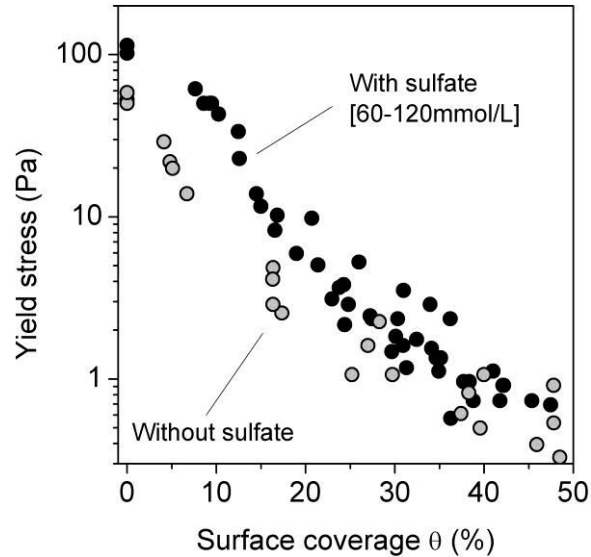 100
10
1
Yield stress (Pa)
With sulfate
[60-120mmol/L]
Without sulfate
0 10 20 30 40 50
Surface coverage θ (%)